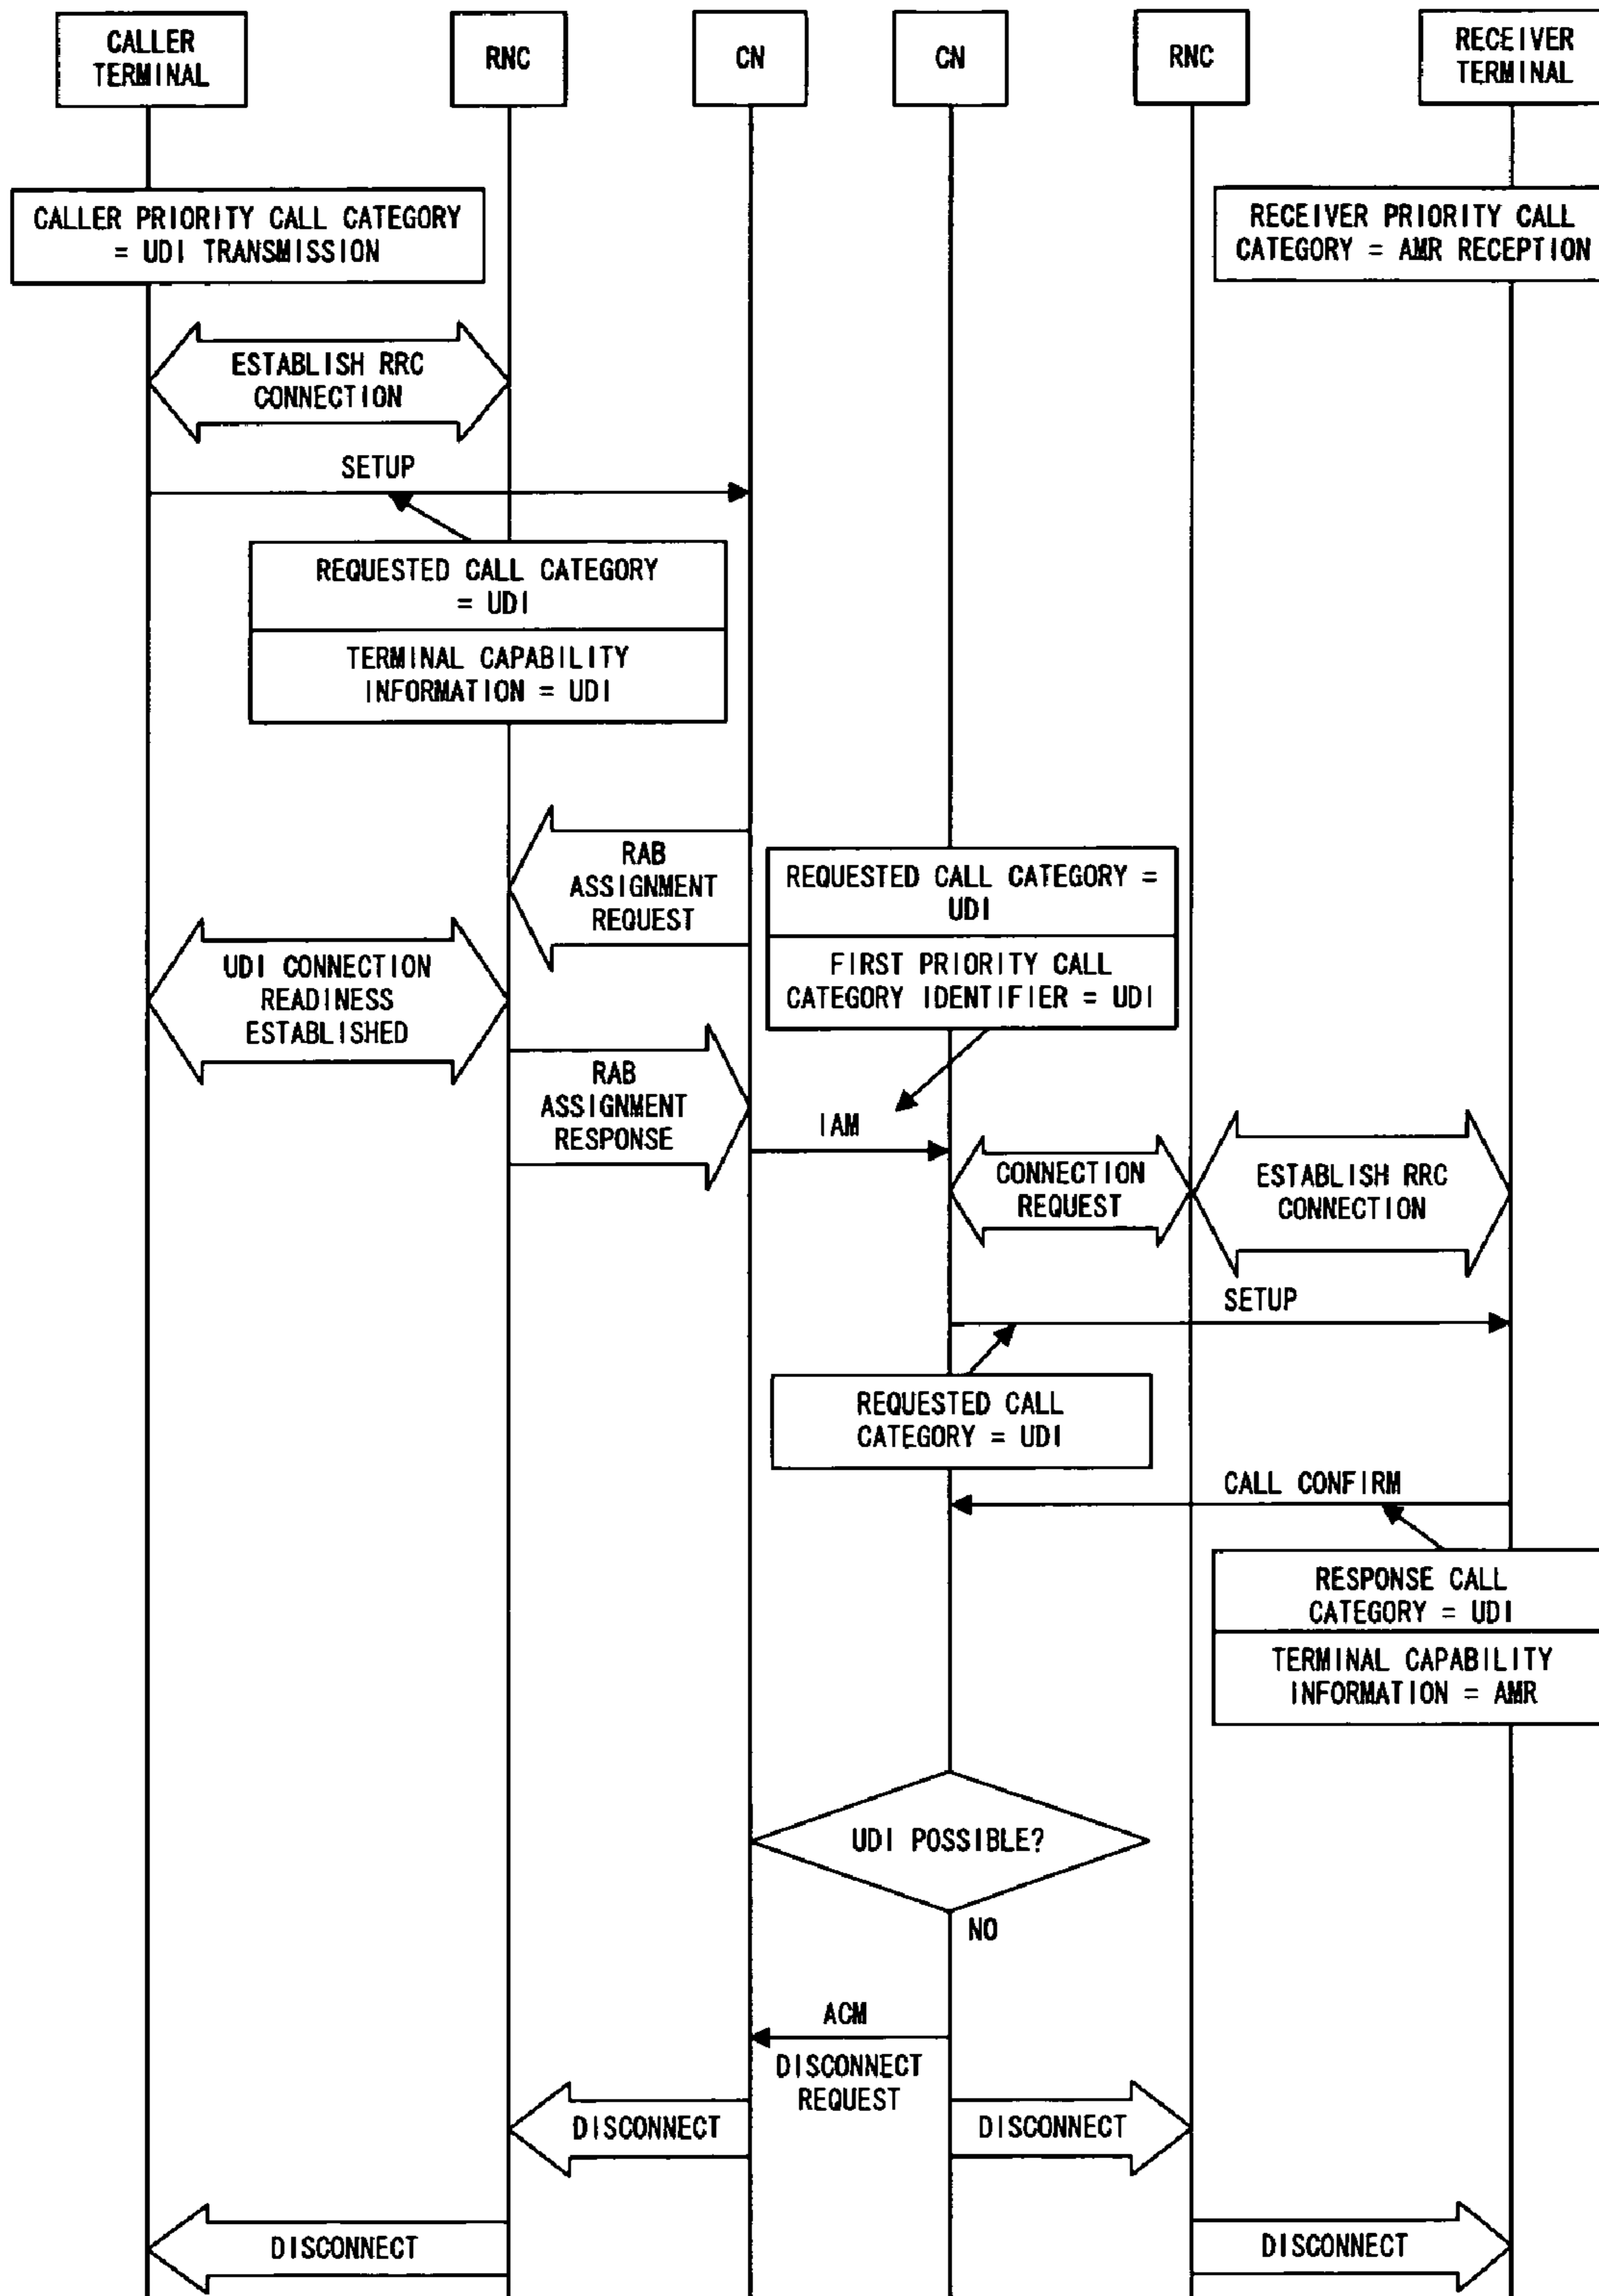 CALLER
TERMINAL
RNC
CN
CN
RNC
RECEIVER
TERMINAL
CALLER PRIORITY CALL CATEGORY
= UDI TRANSMISSION
RECEIVER PRIORITY CALL
CATEGORY = AMR RECEPTION
ESTABLISH RRC
CONNECTION
SETUP
REQUESTED CALL CATEGORY
= UDI
TERMINAL CAPABILITY
INFORMATION = UDI
RAB
ASSIGNMENT
REQUEST
REQUESTED CALL CATEGORY =
UDI
FIRST PRIORITY CALL
CATEGORY IDENTIFIER = UDI
UDI CONNECTION
READINESS
ESTABLISHED
RAB
ASSIGNMENT
RESPONSE
IAM
CONNECTION
REQUEST
ESTABLISH RRC
CONNECTION
SETUP
REQUESTED CALL
CATEGORY = UDI
CALL CONFIRM
RESPONSE CALL
CATEGORY = UDI
TERMINAL CAPABILITY
INFORMATION = AMR
UDI POSSIBLE?
NO
ACM
DISCONNECT
REQUEST
DISCONNECT
DISCONNECT
DISCONNECT
DISCONNECT